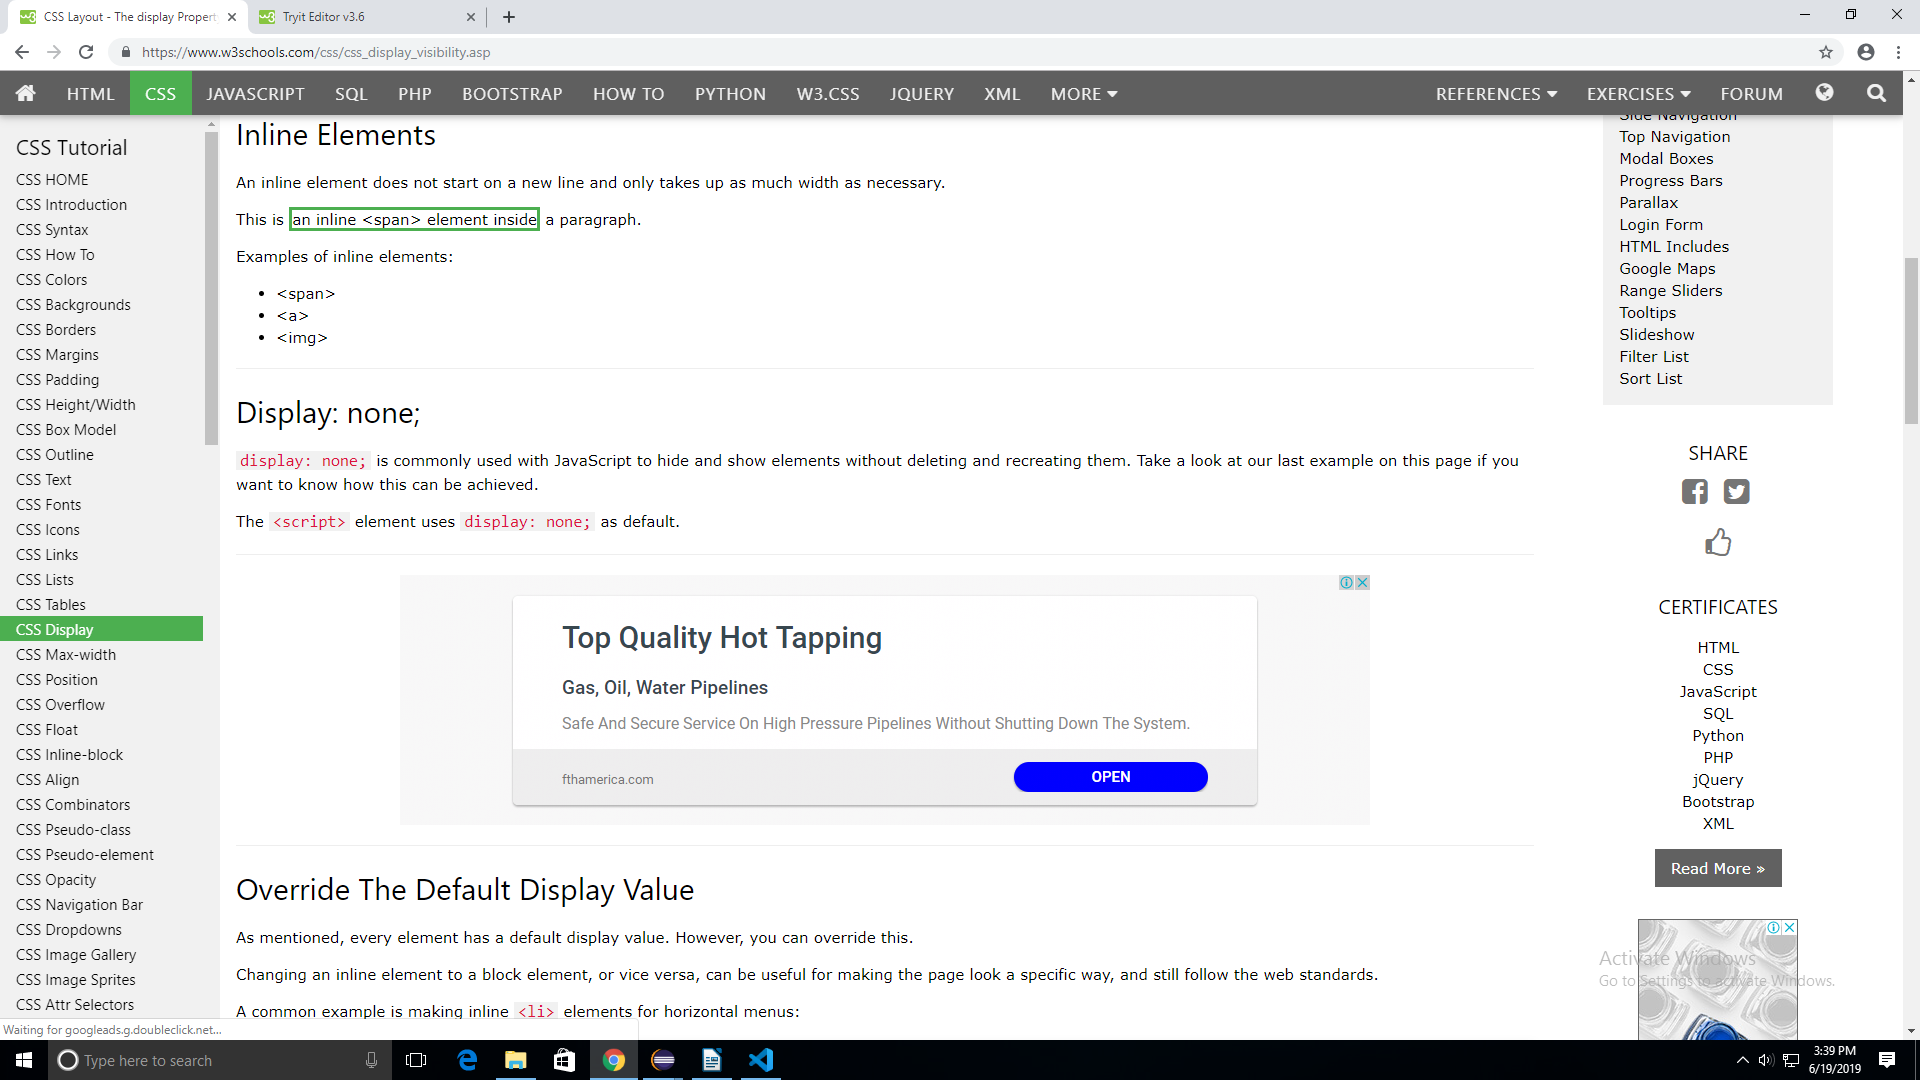 CSS Layout - The display Propert
Tryit Editor v3.6
https://www.w3schools.com/css/css_display_visibility.asp
HTML
CSS
JAVASCRIPT
SQL
PHP
BOOTSTRAP
HOW TO
PYTHON
W3.CSS
JQUERY
XML
MORE
REFERENCES
EXERCISES
FORUM
CSS Tutorial
CSS HOME
CSS Introduction
CSS Syntax
CSS How To
CSS Colors
CSS Backgrounds
CSS Borders
CSS Margins
CSS Padding
CSS Height/Width
CSS Box Model
CSS Outline
CSS Text
CSS Fonts
CSS Icons
CSS Links
CSS Lists
CSS Tables
CSS Display
CSS Max-width
CSS Position
CSS Overflow
CSS Float
CSS Inline-block
CSS Align
CSS Combinators
CSS Pseudo-class
CSS Pseudo-element
CSS Opacity
CSS Navigation Bar
CSS Dropdowns
CSS Image Gallery
CSS Image Sprites
CSS Attr Selectors
Inline Elements
An inline element does not start on a new line and only takes up as much width as necessary.
This is an inline <span> element inside a paragraph.
Examples of inline elements:
• <span>
• <a>
• <img>
Display: none;
display: none; is commonly used with JavaScript to hide and show elements without deleting and recreating them. Take a look at our last example on this page if you
want to know how this can be achieved.
The <script> element uses display: none; as default.
Top Quality Hot Tapping
Gas, Oil, Water Pipelines
Safe And Secure Service On High Pressure Pipelines Without Shutting Down The System.
fthamerica.com
OPEN
Override The Default Display Value
As mentioned, every element has a default display value. However, you can override this.
Changing an inline element to a block element, or vice versa, can be useful for making the page look a specific way, and still follow the web standards.
A common example is making inline <li> elements for horizontal menus:
Side Navigation
Top Navigation
Modal Boxes
Progress Bars
Parallax
Login Form
HTML Includes
Google Maps
Range Sliders
Tooltips
Slideshow
Filter List
Sort List
SHARE
CERTIFICATES
HTML
CSS
JavaScript
SQL
Python
PHP
jQuery
Bootstrap
XML
Read More »
Activate Windows
Go to Settings to activate Windows.
Waiting for googleads.g.doubleclick.net...
Type here to search
3:39 PM
6/19/2019